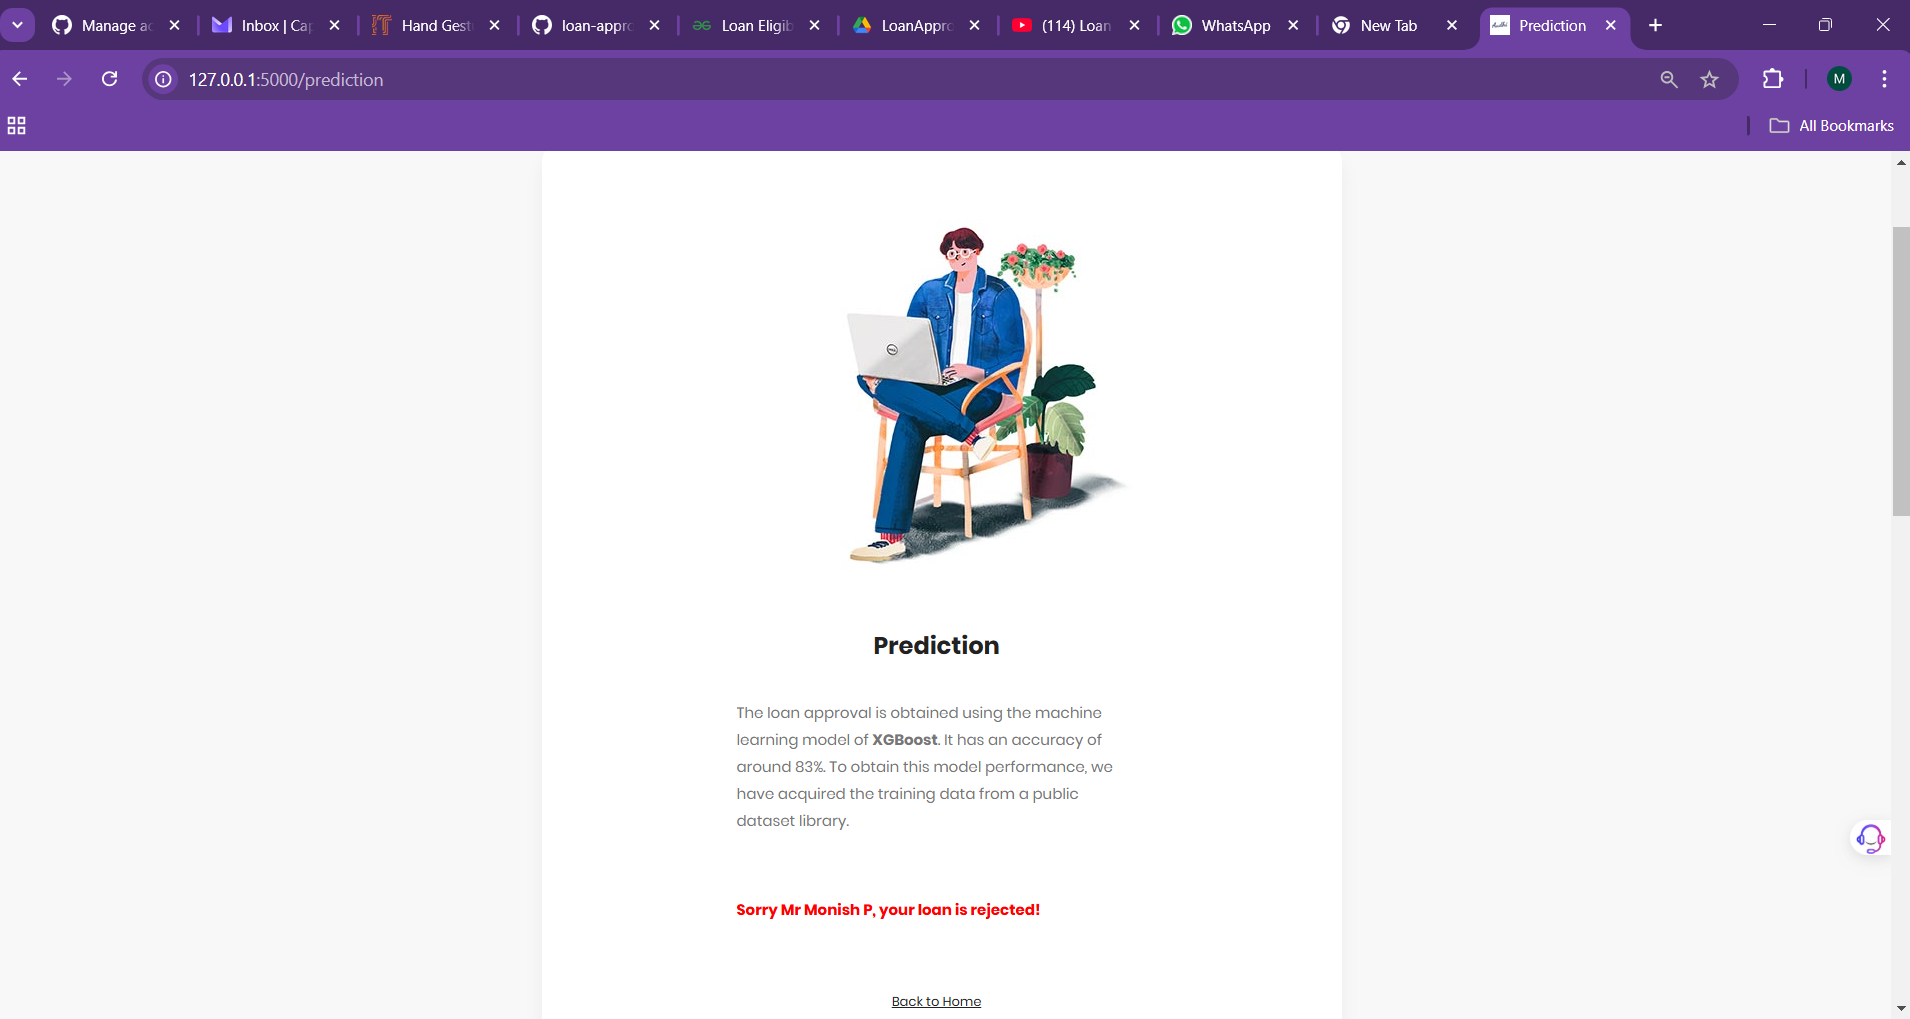 Manage ac
Inbox | Cap
Hand Gest
loan-appro
Loan Eligib
LoanAppro
(114) Loan
WhatsApp
New Tab
Prediction
127.0.0.1:5000/prediction
M
All Bookmarks
DELL
Prediction
The loan approval is obtained using the machine
learning model of XGBoost. It has an accuracy of
around 83%. To obtain this model performance, we
have acquired the training data from a public
dataset library.
Sorry Mr Monish P, your loan is rejected!
Back to Home